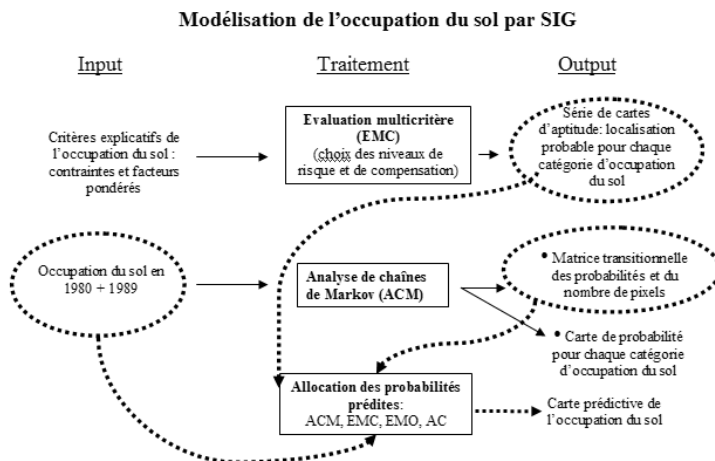 Modélisation de l'occupation du sol par SIG
Input
Traitement
Output
Critères explicatifs de
l'occupation du sol :
contraintes et facteurs
pondérés
Evaluation multicritère
(EMC)
(choix des niveaux de
risque et de compensation)
Série de cartes
d'aptitude: localisation
probable pour chaque
catégorie d'occupation
du sol
Occupation du sol en
1980 + 1989
Analyse de chaînes
de Markov (ACM)
• Matrice transitionnelle
des probabilités et du
nombre de pixels
• Carte de probabilité
pour chaque catégorie
d'occupation du sol
Allocation des probabilités
prédites:
ACM, EMC, EMO, AC
Carte prédictive de
l'occupation du sol